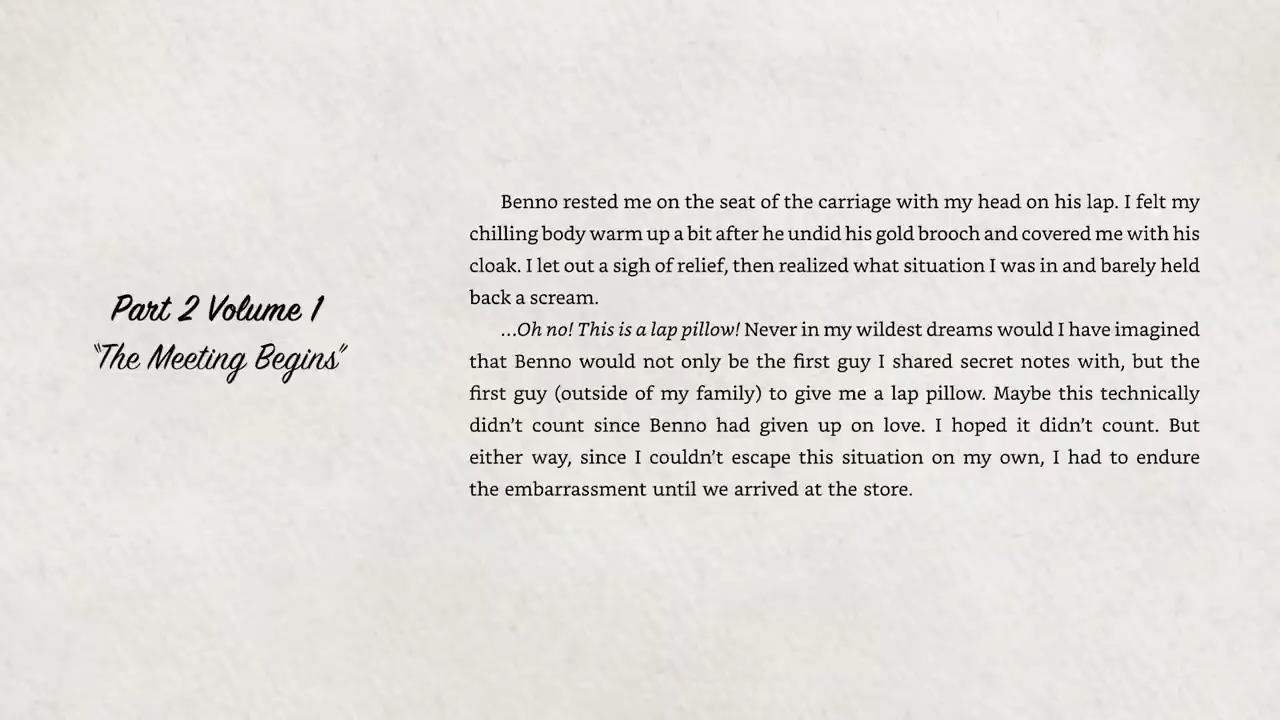 Part 2 Volume 1
“The Meeting Begins”
Benno rested me on the seat of the carriage with my head on his lap. I felt my
chilling body warm up a bit after he undid his gold brooch and covered me with his
cloak. I let out a sigh of relief, then realized what situation I was in and barely held
back a scream.
...Oh no! This is a lap pillow! Never in my wildest dreams would I have imagined
that Benno would not only be the first guy I shared secret notes with, but the
first guy (outside of my family) to give me a lap pillow. Maybe this technically
didn’t count since Benno had given up on love. I hoped it didn’t count. But
either way, since I couldn’t escape this situation on my own, I had to endure
the embarrassment until we arrived at the store.